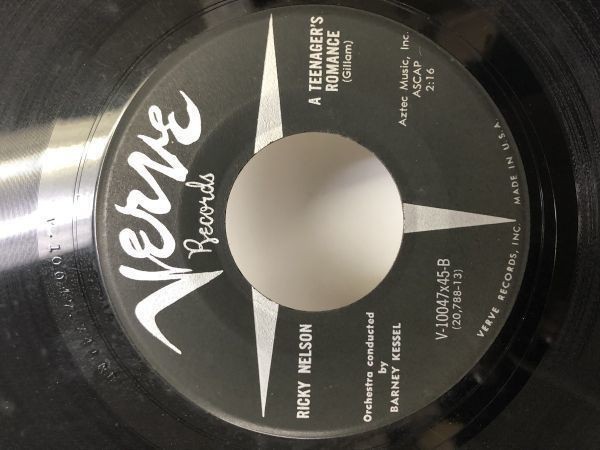 Verve
Records
RICKY NELSON
Orchestra conducted
by
BARNEY KESSEL
A TEENAGER'S
ROMANCE
(Gillam)
Aztec Music, Inc.
ASCAP
2:16
V-10047x45-B
(20,788-13)
VERVE RECORDS, INC. MADE IN U.S.A.